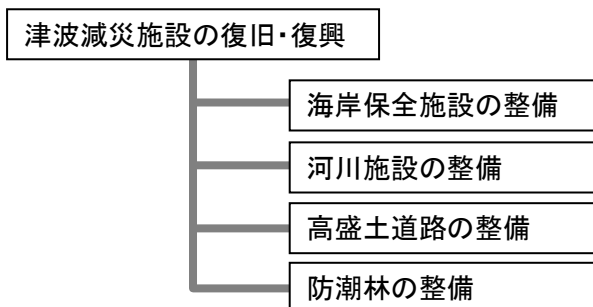 津波減災施設の復旧・復興
海岸保全施設の整備
河川施設の整備
高盛土道路の整備
防潮林の整備